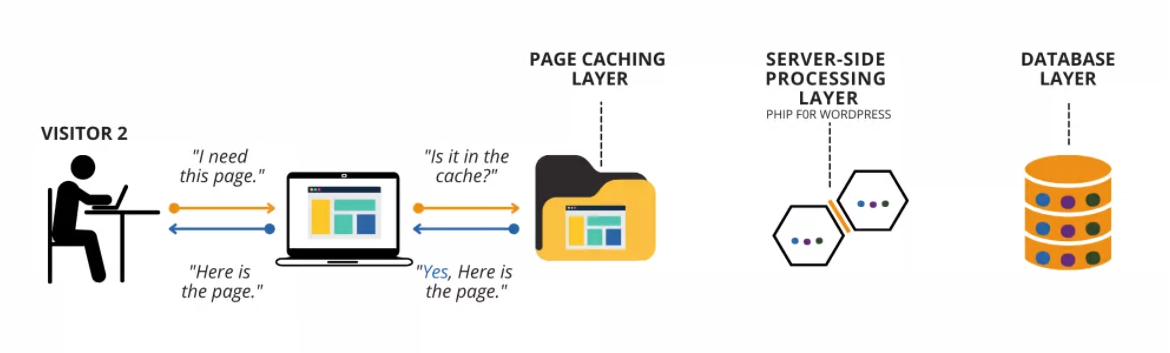 PAGE CACHING
LAYER
SERVER-SIDE
PROCESSING
LAYER
PHIP F0R WORDPRESS
DATABASE
LAYER
VISITOR 2
"I need
this page."
"Is it in the
cache?"
"Here is
the page."
"Yes, Here is
the page."